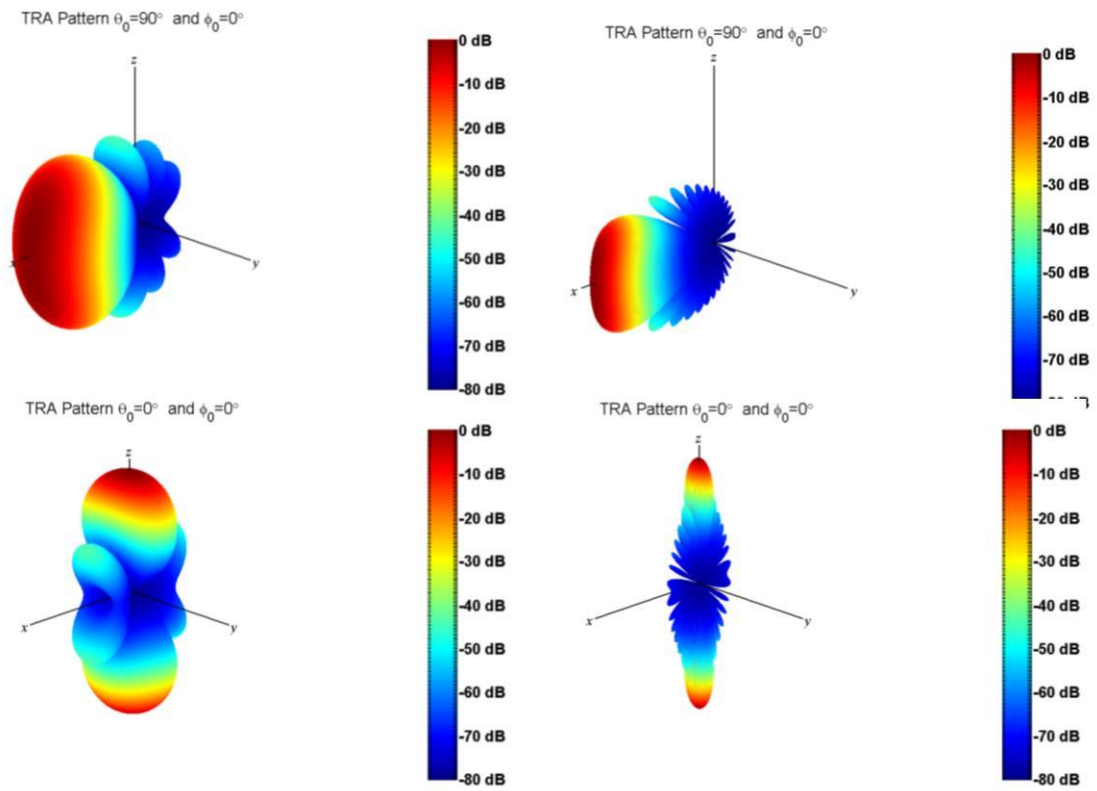 TRA Pattern θ₀=90° and ϕ₀=0°
z
x
y
0 dB
-10 dB
-20 dB
-30 dB
-40 dB
-50 dB
-60 dB
-70 dB
-80 dB
TRA Pattern θ₀=90° and ϕ₀=0°
z
x
y
0 dB
-10 dB
-20 dB
-30 dB
-40 dB
-50 dB
-60 dB
-70 dB
TRA Pattern θ₀=0° and ϕ₀=0°
z
x
y
0 dB
-10 dB
-20 dB
-30 dB
-40 dB
-50 dB
-60 dB
-70 dB
-80 dB
TRA Pattern θ₀=0° and ϕ₀=0°
z
x
y
0 dB
-10 dB
-20 dB
-30 dB
-40 dB
-50 dB
-60 dB
-70 dB
-80 dB